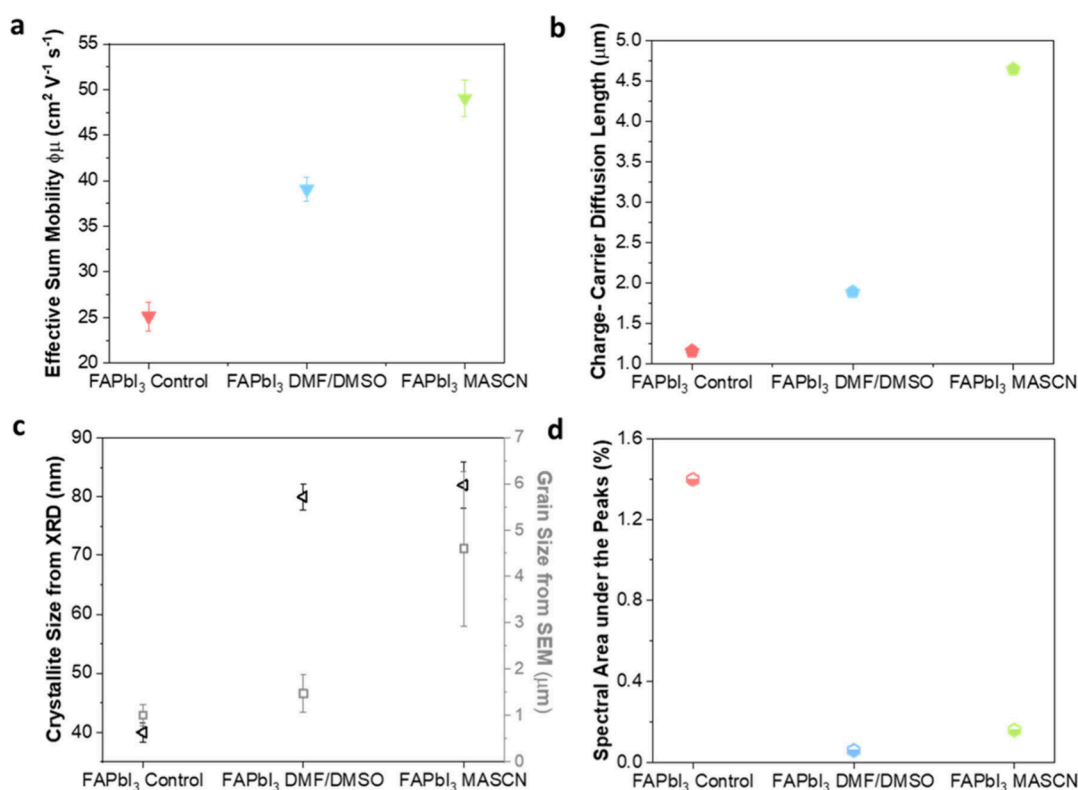 a
Effective Sum Mobility ϕμ (cm² V⁻¹ s⁻¹)
55
50
45
40
35
30
25
20
FAPbI₃ Control
FAPbI₃ DMF/DMSO
FAPbI₃ MASCN
b
Charge- Carrier Diffusion Length (μm)
5.0
4.5
4.0
3.5
3.0
2.5
2.0
1.5
1.0
FAPbI₃ Control
FAPbI₃ DMF/DMSO
FAPbI₃ MASCN
c
Crystallite Size from XRD (nm)
90
80
70
60
50
40
Grain Size from SEM (μm)
7
6
5
4
3
2
1
0
FAPbI₃ Control
FAPbI₃ DMF/DMSO
FAPbI₃ MASCN
d
Spectral Area under the Peaks (%)
1.6
1.2
0.8
0.4
0.0
FAPbI₃ Control
FAPbI₃ DMF/DMSO
FAPbI₃ MASCN